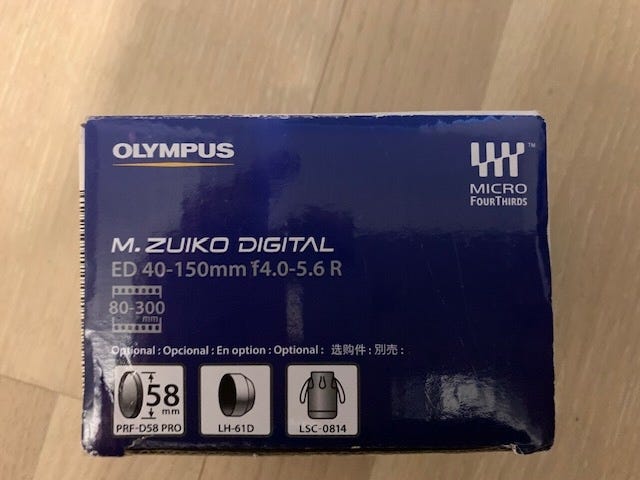 OLYMPUS
™
MICRO
FOURTHIRDS
M.ZUIKO DIGITAL
ED 40-150mm f4.0-5.6 R
80-300
mm
Optional : Opcional : En option : Optional : 选购件 : 別売 :
58
mm
PRF-D58 PRO
LH-61D
LSC-0814